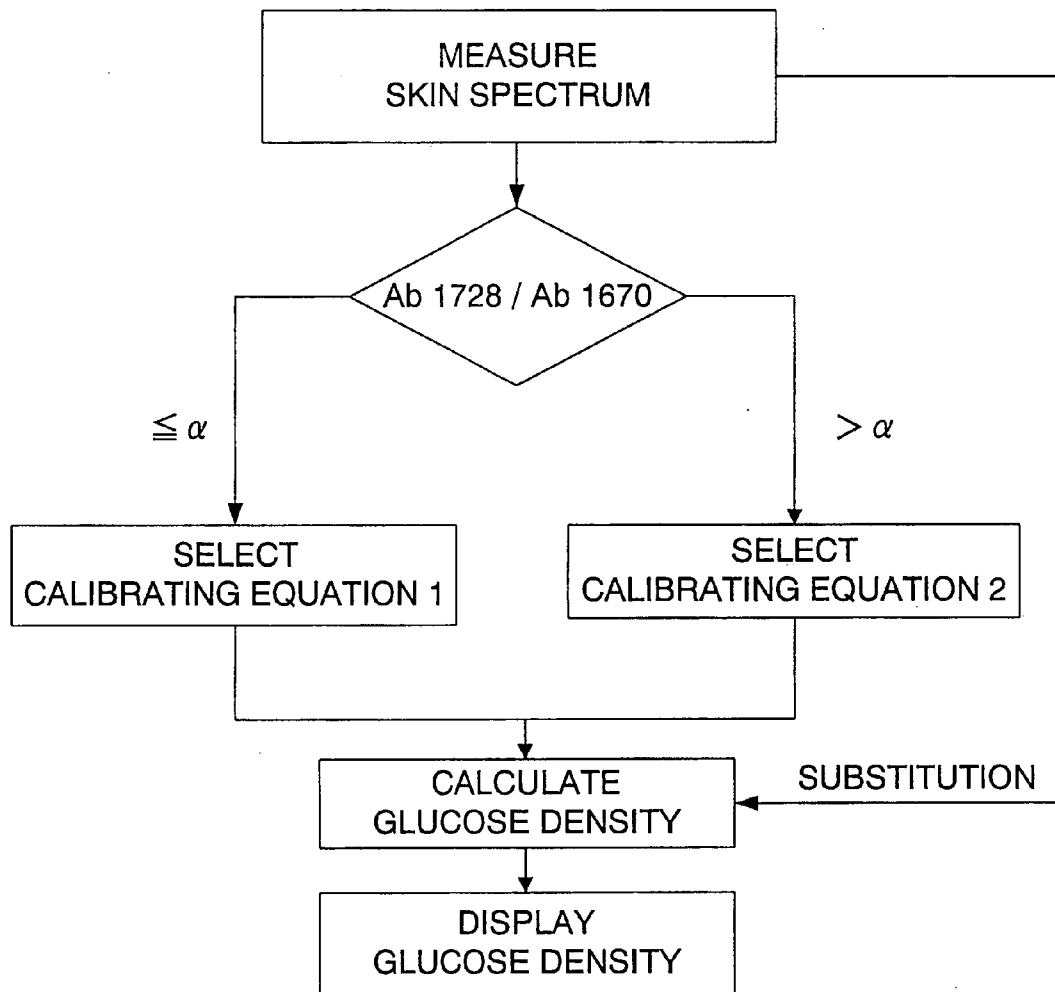 MEASURE
SKIN SPECTRUM
Ab 1728 / Ab 1670
≦ α
> α
SELECT
CALIBRATING EQUATION 1
SELECT
CALIBRATING EQUATION 2
CALCULATE
GLUCOSE DENSITY
SUBSTITUTION
DISPLAY
GLUCOSE DENSITY